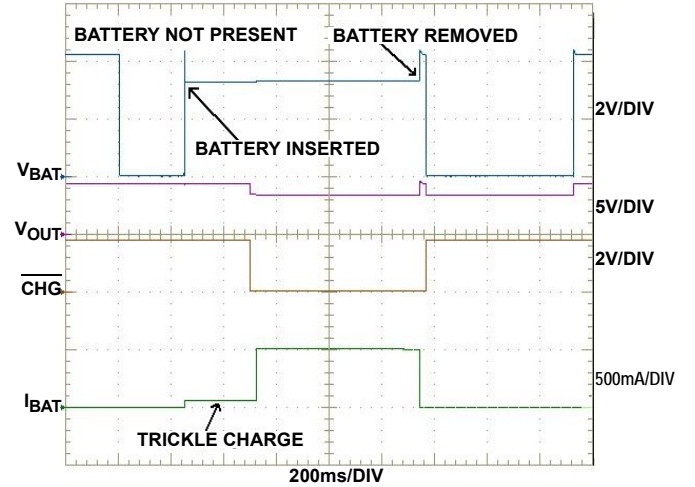 BATTERY NOT PRESENT
BATTERY REMOVED
2V/DIV
BATTERY INSERTED
VBAT
5V/DIV
VOUT
2V/DIV
CHG
500mA/DIV
IBAT
TRICKLE CHARGE
200ms/DIV